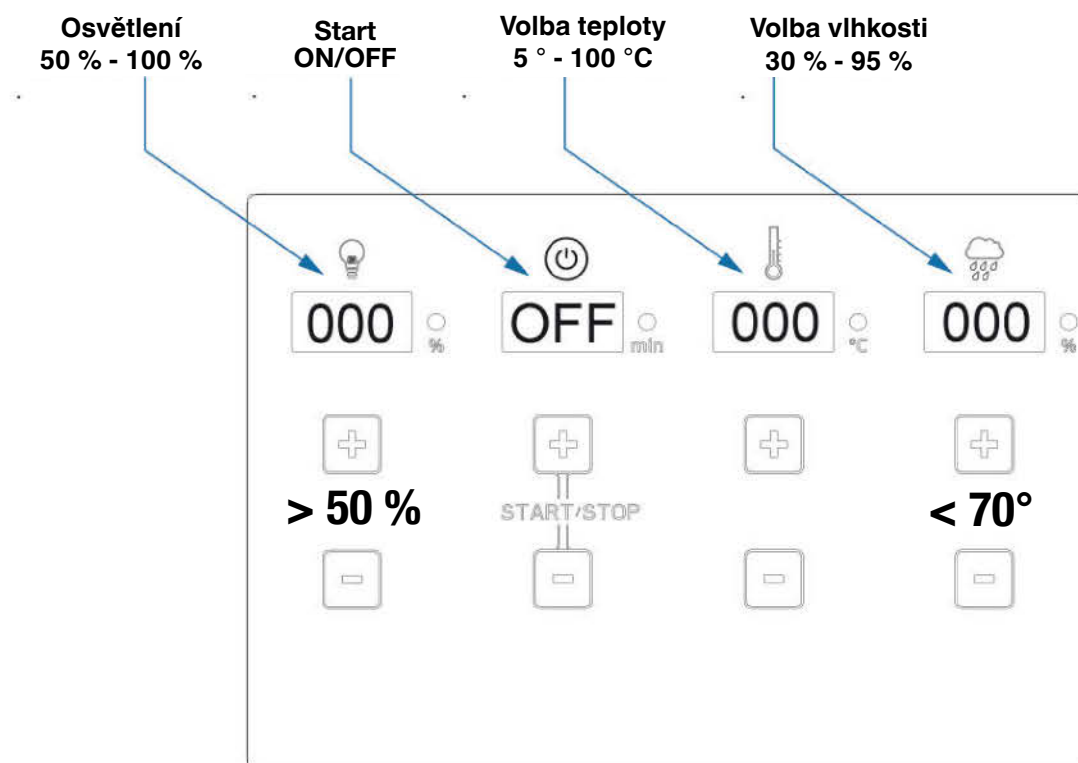 Osvětlení
50 % - 100 %
Start
ON/OFF
Volba teploty
5 ° - 100 °C
Volba vlhkosti
30 % - 95 %
000
%
OFF
min
000
°C
000
%
> 50 %
START/STOP
< 70°